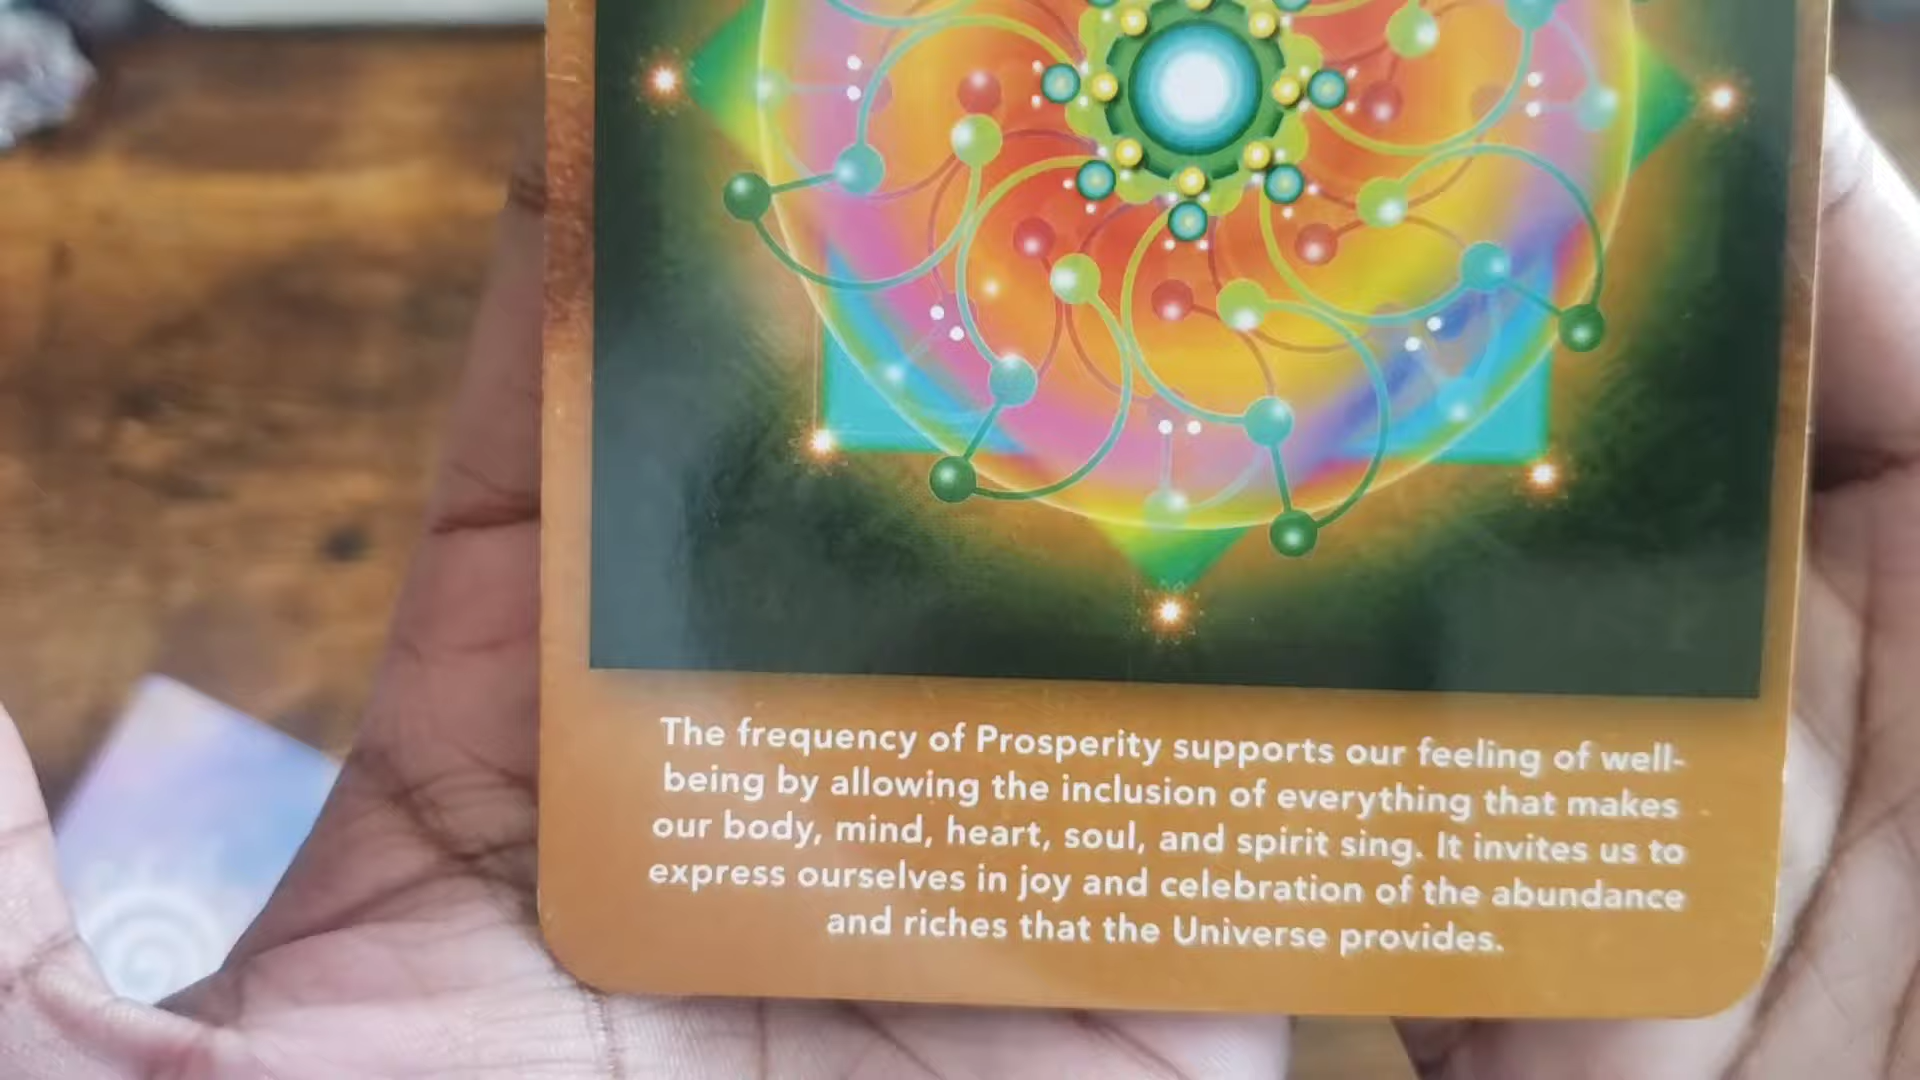 The frequency of Prosperity supports our feeling of well-
being by allowing the inclusion of everything that makes
our body, mind, heart, soul, and spirit sing. It invites us to
express ourselves in joy and celebration of the abundance
and riches that the Universe provides.